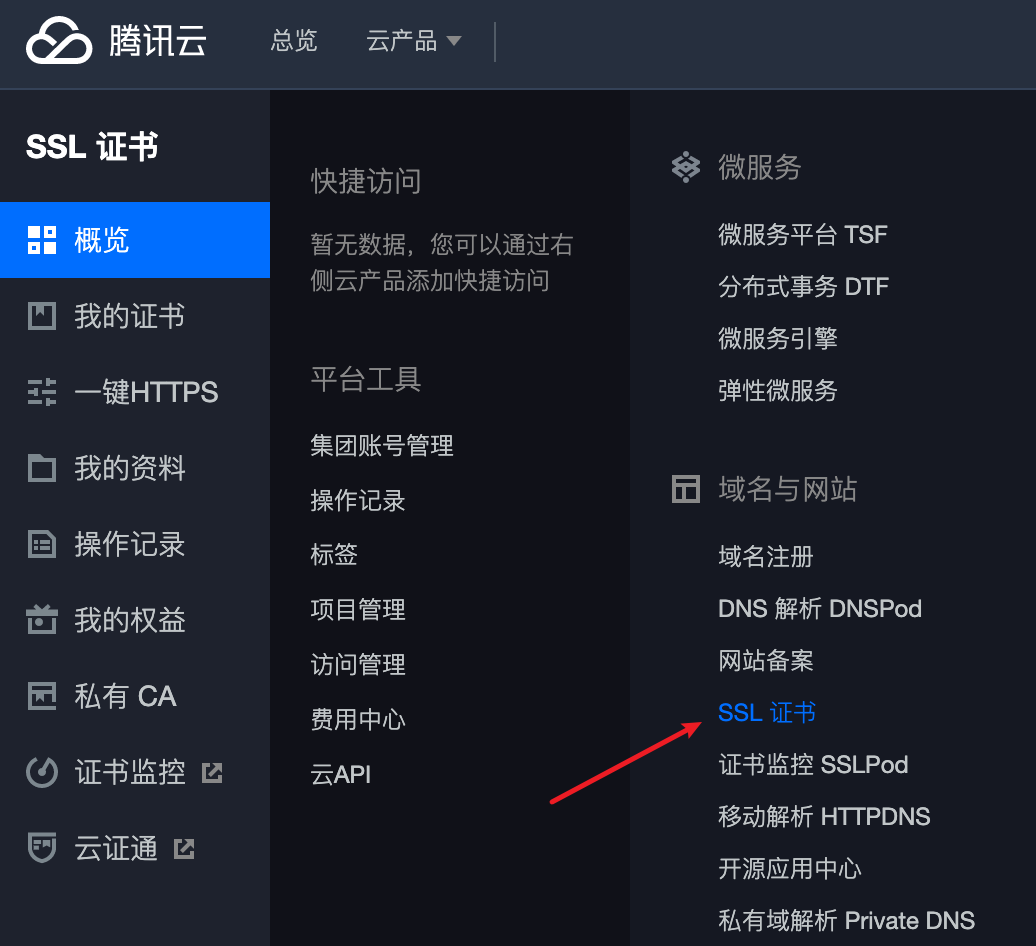 腾讯云
总览
云产品
SSL 证书
概览
我的证书
一键HTTPS
我的资料
操作记录
我的权益
私有 CA
证书监控
云证通
快捷访问
暂无数据，您可以通过右
侧云产品添加快捷访问
平台工具
集团账号管理
操作记录
标签
项目管理
访问管理
费用中心
云API
微服务
微服务平台 TSF
分布式事务 DTF
微服务引擎
弹性微服务
域名与网站
域名注册
DNS 解析 DNSPod
网站备案
SSL 证书
证书监控 SSLPod
移动解析 HTTPDNS
开源应用中心
私有域解析 Private DNS